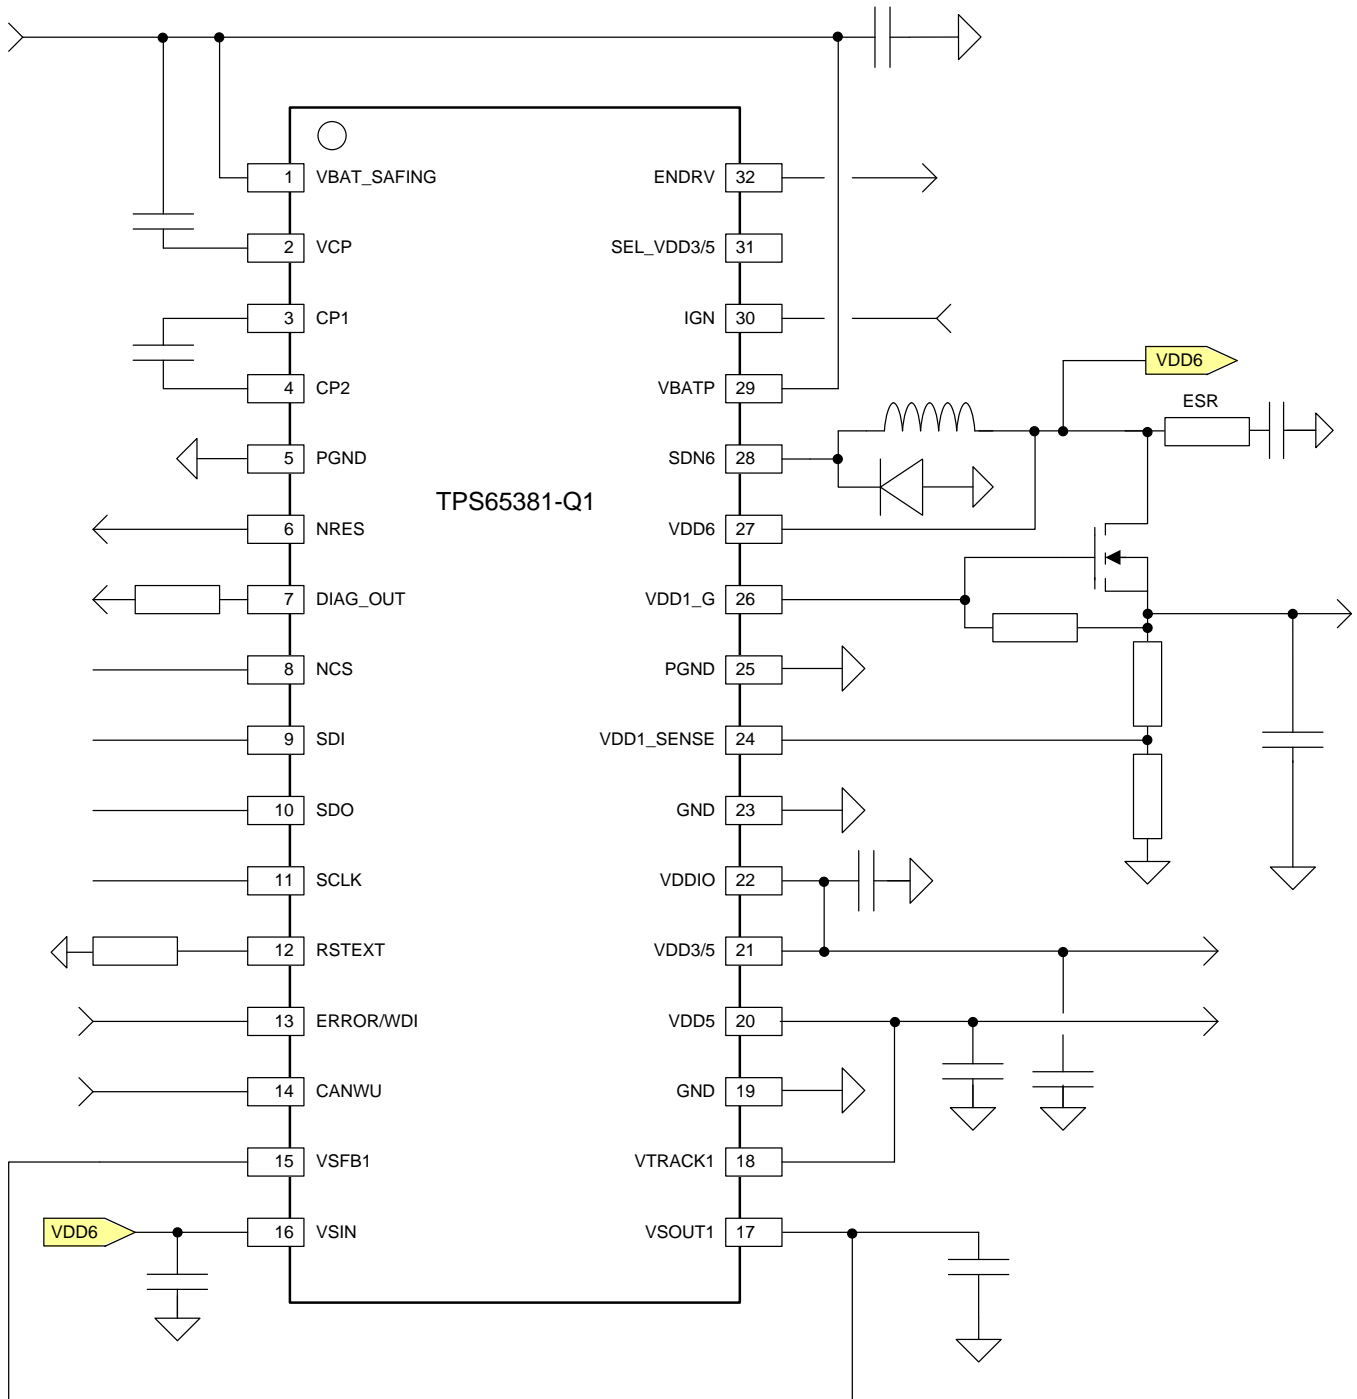 1 VBAT_SAFING
ENDRV 32
2 VCP
SEL_VDD3/5 31
3 CP1
IGN 30
VDD6
4 CP2
VBATP 29
ESR
5 PGND
SDN6 28
TPS65381-Q1
6 NRES
VDD6 27
7 DIAG_OUT
VDD1_G 26
8 NCS
PGND 25
9 SDI
VDD1_SENSE 24
10 SDO
GND 23
11 SCLK
VDDIO 22
12 RSTEXT
VDD3/5 21
13 ERROR/WDI
VDD5 20
14 CANWU
GND 19
15 VSFB1
VTRACK1 18
VDD6
16 VSIN
VSOUT1 17